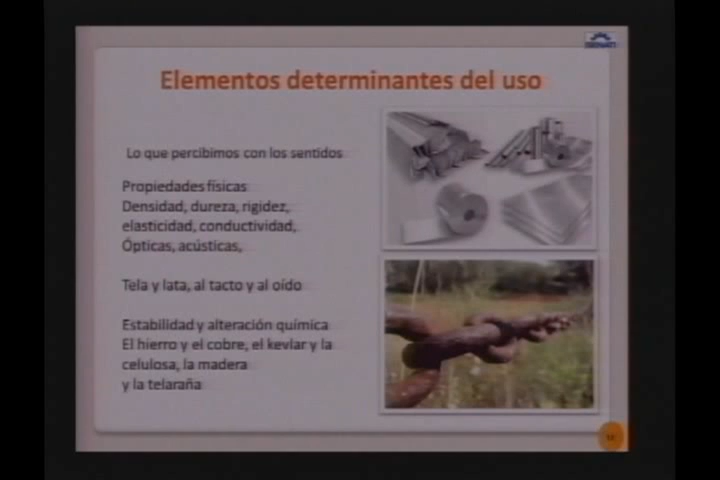 SENATI
Elementos determinantes del uso
Lo que percibimos con los sentidos
Propiedades físicas
Densidad, dureza, rigidez,
elasticidad, conductividad,
Ópticas, acústicas,
Tela y lata, al tacto y al oído
Estabilidad y alteración química
El hierro y el cobre, el kevlar y la
celulosa, la madera
y la telaraña